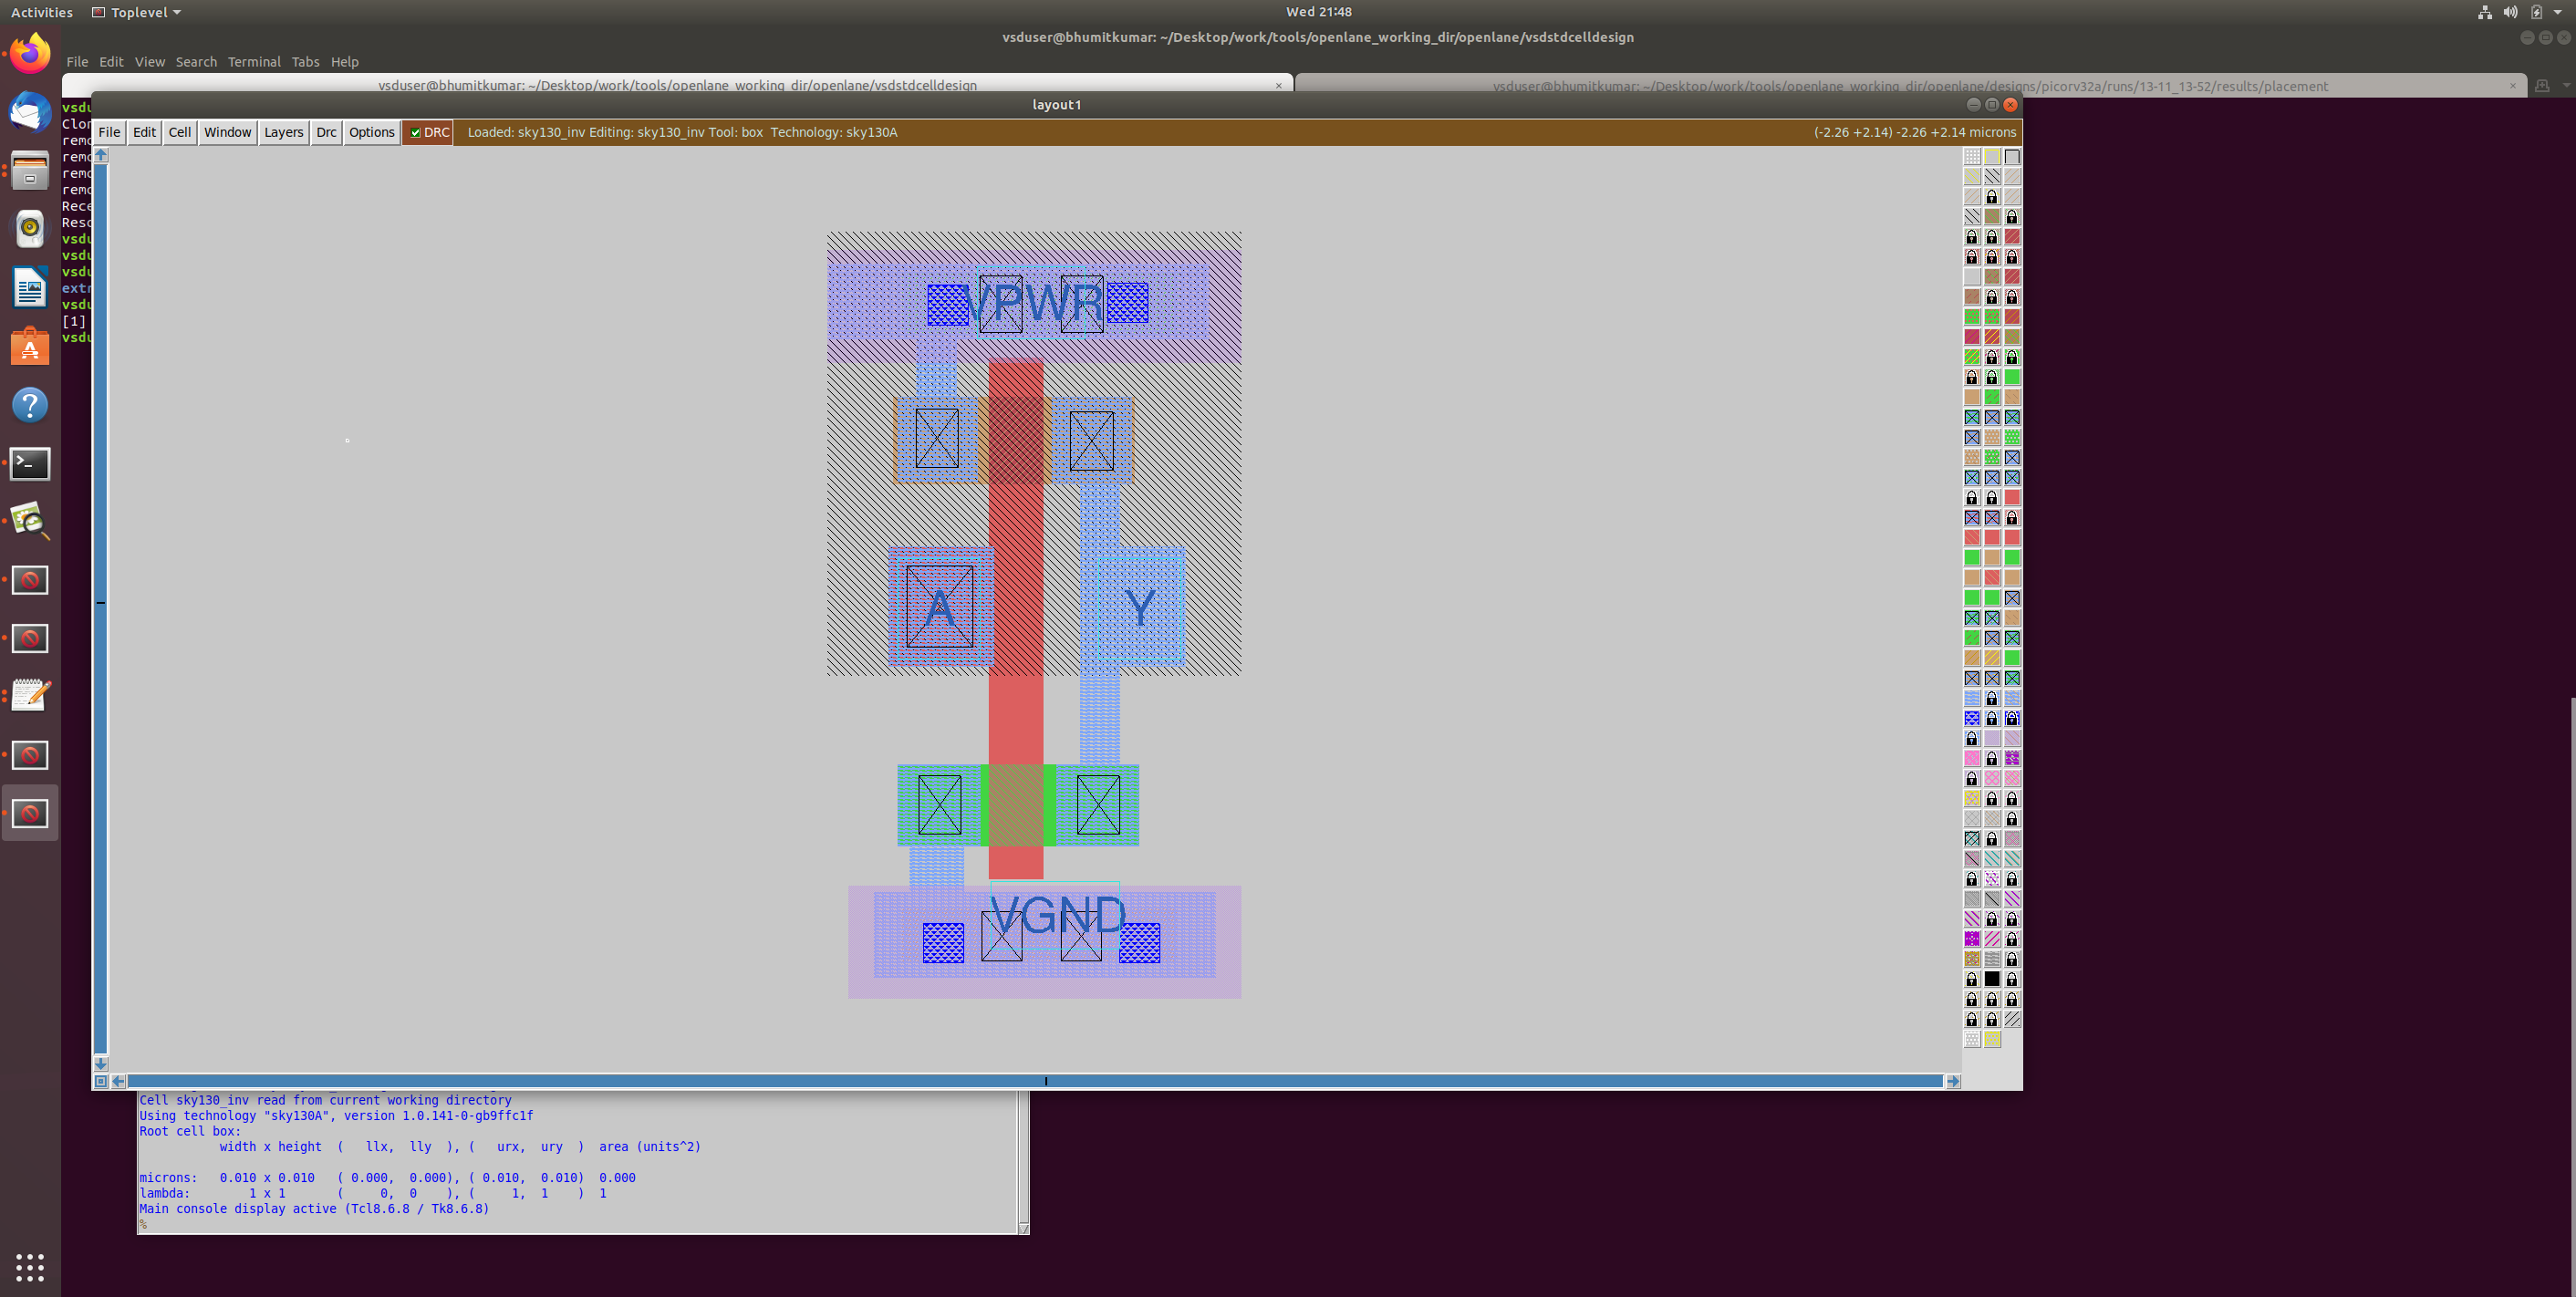 Activities Toplevel Wed 21:48
vsduser@bhumitkumar: ~/Desktop/work/tools/openlane_working_dir/openlane/vsdstdcelldesign
File Edit View Search Terminal Tabs Help
vsduser@bhumitkumar: ~/Desktop/work/tools/openlane_working_dir/openlane/vsdstdcelldesign × vsduser@bhumitkumar: ~/Desktop/work/tools/openlane_working_dir/openlane/designs/picorv32a/runs/13-11_13-52/results/placement ×
layout1
File Edit Cell Window Layers Drc Options DRC Loaded: sky130_inv Editing: sky130_inv Tool: box Technology: sky130A (-2.26 +2.14) -2.26 +2.14 microns
vsdu
Clon
remo
remo
remo
remo
Rece
Reso
vsdu
vsdu
vsdu
extr
vsdu
[1]
vsdu
VPWR
A Y
VGND
Cell sky130_inv read from current working directory
Using technology "sky130A", version 1.0.141-0-gb9ffc1f
Root cell box:
width x height ( llx, lly ), ( urx, ury ) area (units^2)
microns: 0.010 x 0.010 ( 0.000, 0.000), ( 0.010, 0.010) 0.000
lambda: 1 x 1 ( 0, 0 ), ( 1, 1 ) 1
Main console display active (Tcl8.6.8 / Tk8.6.8)
%